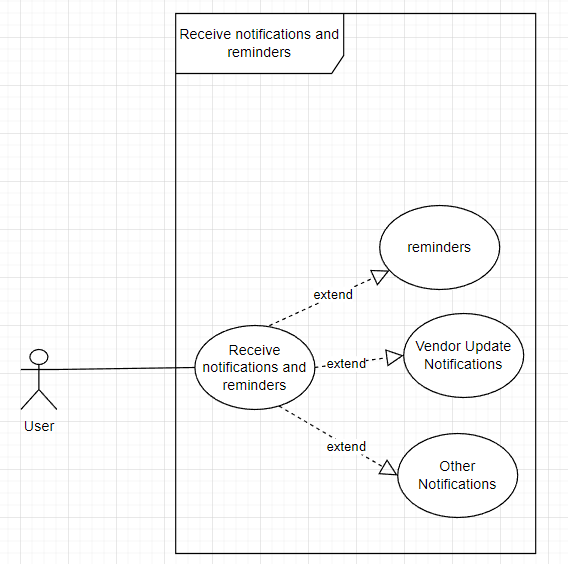 Receive notifications and
reminders
reminders
extend
Vendor Update
Notifications
Receive
notifications and
reminders
extend
User
extend
Other
Notifications